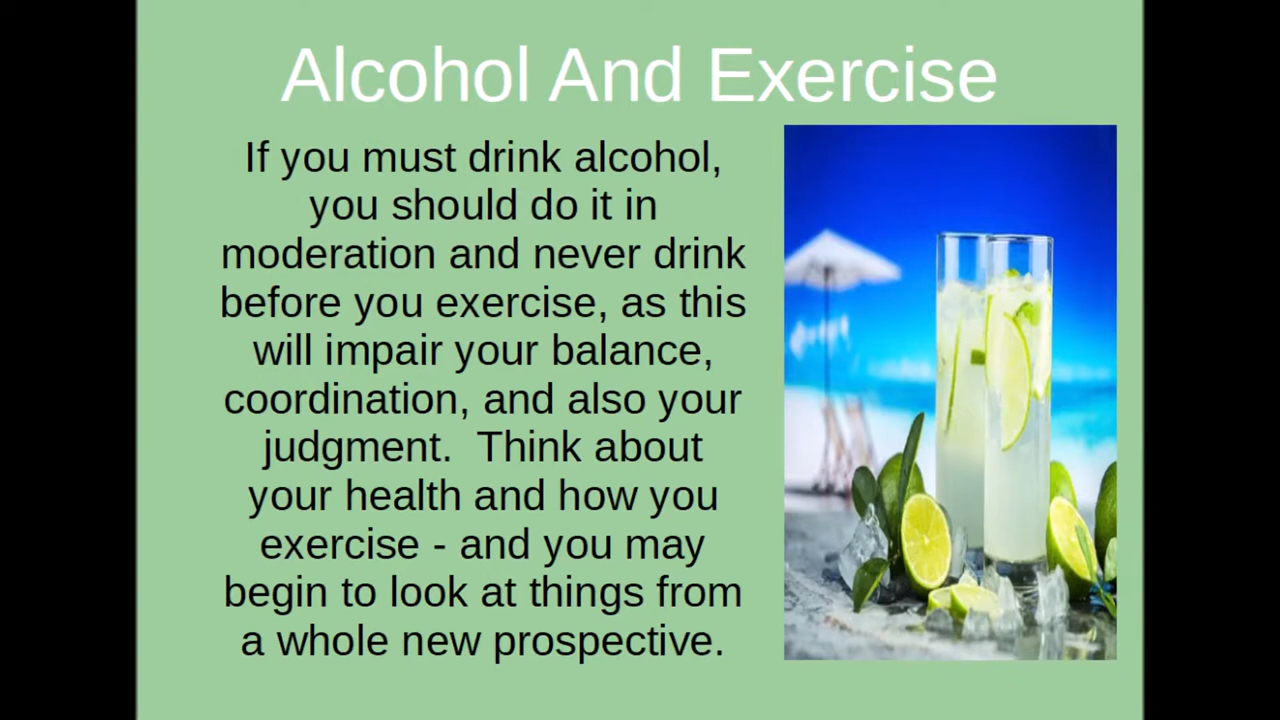 Alcohol And Exercise
If you must drink alcohol,
you should do it in
moderation and never drink
before you exercise, as this
will impair your balance,
coordination, and also your
judgment.  Think about
your health and how you
exercise - and you may
begin to look at things from
a whole new prospective.